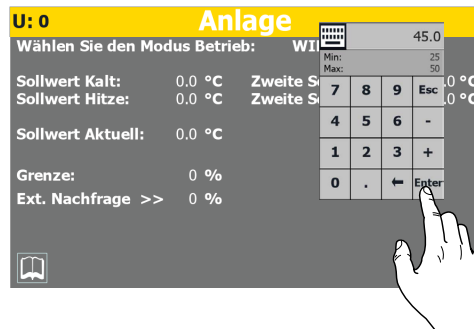 U: 0 Anlage
45.0
Wählen Sie den Modus Betrieb: WI
Min: 25
Max: 50
Sollwert Kalt: 0.0 °C Zweite S .0 °C
Sollwert Hitze: 0.0 °C Zweite S .0 °C
7 8 9 Esc
4 5 6 -
Sollwert Aktuell: 0.0 °C
1 2 3 +
Grenze: 0 %
0 . ← Enter
Ext. Nachfrage >> 0 %